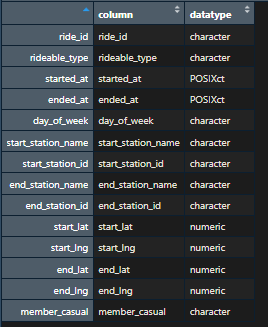 column datatype
ride_id ride_id character
rideable_type rideable_type character
started_at started_at POSIXct
ended_at ended_at POSIXct
day_of_week day_of_week character
start_station_name start_station_name character
start_station_id start_station_id character
end_station_name end_station_name character
end_station_id end_station_id character
start_lat start_lat numeric
start_lng start_lng numeric
end_lat end_lat numeric
end_lng end_lng numeric
member_casual member_casual character